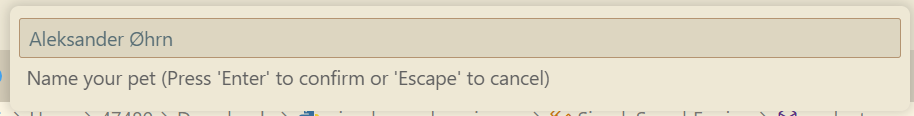 Aleksander Øhrn
Name your pet (Press 'Enter' to confirm or 'Escape' to cancel)